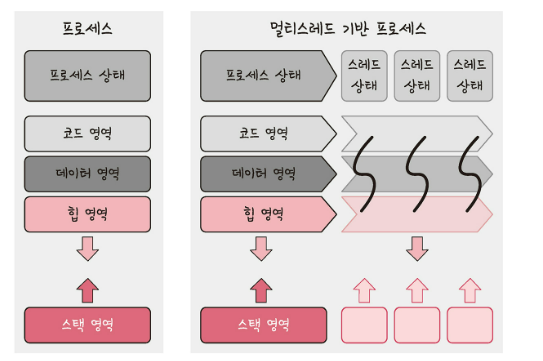 프로세스
프로세스 상태
코드 영역
데이터 영역
힙 영역
스택 영역
멀티스레드 기반 프로세스
프로세스 상태
스레드
상태
스레드
상태
스레드
상태
코드 영역
데이터 영역
힙 영역
스택 영역